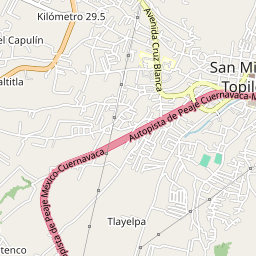 Kilómetro 29.5
el Capulín
altitla
Avenida Cruz Blanca
San Mi
Topil
Autopista de Peaje Cuernavaca-M
opista de Peaje México-Cuernavaca
Tlayelpa
tenco